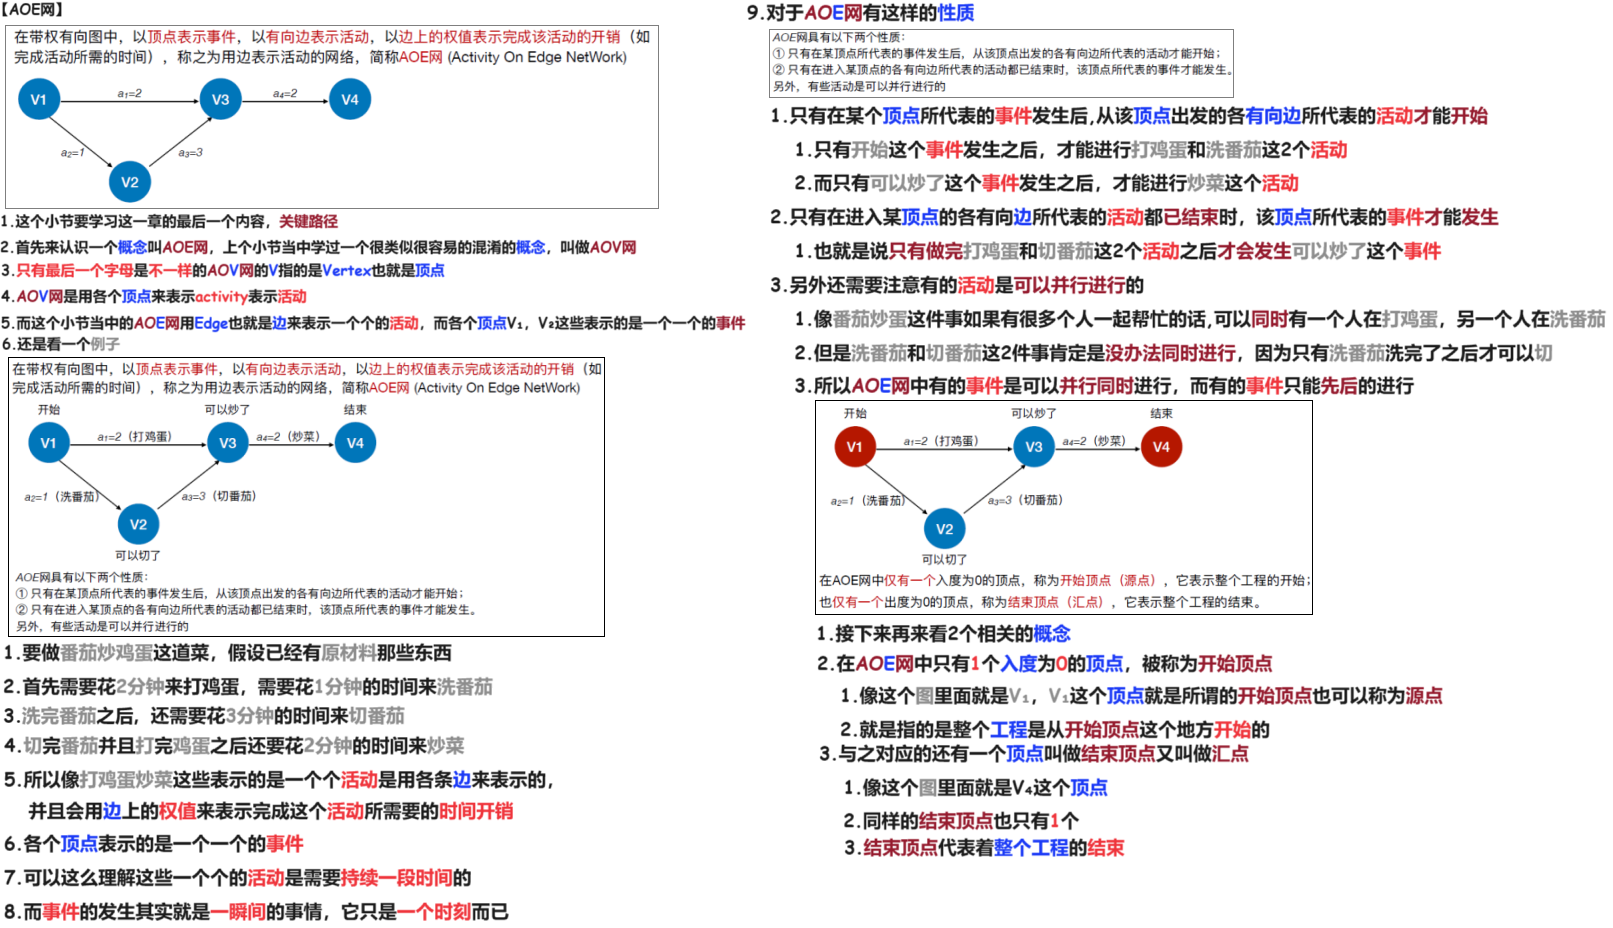 【AOE网】
在带权有向图中，以顶点表示事件，以有向边表示活动，以边上的权值表示完成该活动的开销（如
完成活动所需的时间），称之为用边表示活动的网络，简称AOE网 (Activity On Edge NetWork)
V1
a₁=2
V3
a₄=2
V4
a₂=1
a₃=3
V2
1.这个小节要学习这一章的最后一个内容，关键路径
2.首先来认识一个概念叫AOE网，上个小节当中学过一个很类似很容易的混淆的概念，叫做AOV网
3.只有最后一个字母是不一样的AOV网的V指的是Vertex也就是顶点
4.AOV网是用各个顶点来表示activity表示活动
5.而这个小节当中的AOE网用Edge也就是边来表示一个个的活动，而各个顶点V₁，V₂这些表示的是一个一个的事件
6.还是看一个例子
在带权有向图中，以顶点表示事件，以有向边表示活动，以边上的权值表示完成该活动的开销（如
完成活动所需的时间），称之为用边表示活动的网络，简称AOE网 (Activity On Edge NetWork)
开始
可以炒了
结束
V1
a₁=2（打鸡蛋）
V3
a₄=2（炒菜）
V4
a₂=1（洗番茄）
a₃=3（切番茄）
V2
可以切了
AOE网具有以下两个性质：
① 只有在某顶点所代表的事件发生后，从该顶点出发的各有向边所代表的活动才能开始；
② 只有在进入某顶点的各有向边所代表的活动都已结束时，该顶点所代表的事件才能发生。
另外，有些活动是可以并行进行的
1.要做番茄炒鸡蛋这道菜，假设已经有原材料那些东西
2.首先需要花2分钟来打鸡蛋，需要花1分钟的时间来洗番茄
3.洗完番茄之后，还需要花3分钟的时间来切番茄
4.切完番茄并且打完鸡蛋之后还要花2分钟的时间来炒菜
5.所以像打鸡蛋炒菜这些表示的是一个个活动是用各条边来表示的，
并且会用边上的权值来表示完成这个活动所需要的时间开销
6.各个顶点表示的是一个一个的事件
7.可以这么理解这些一个个的活动是需要持续一段时间的
8.而事件的发生其实就是一瞬间的事情，它只是一个时刻而已
9.对于AOE网有这样的性质
AOE网具有以下两个性质：
① 只有在某顶点所代表的事件发生后，从该顶点出发的各有向边所代表的活动才能开始；
② 只有在进入某顶点的各有向边所代表的活动都已结束时，该顶点所代表的事件才能发生。
另外，有些活动是可以并行进行的
1.只有在某个顶点所代表的事件发生后,从该顶点出发的各有向边所代表的活动才能开始
1.只有开始这个事件发生之后，才能进行打鸡蛋和洗番茄这2个活动
2.而只有可以炒了这个事件发生之后，才能进行炒菜这个活动
2.只有在进入某顶点的各有向边所代表的活动都已结束时，该顶点所代表的事件才能发生
1.也就是说只有做完打鸡蛋和切番茄这2个活动之后才会发生可以炒了这个事件
3.另外还需要注意有的活动是可以并行进行的
1.像番茄炒蛋这件事如果有很多个人一起帮忙的话,可以同时有一个人在打鸡蛋，另一个人在洗番茄
2.但是洗番茄和切番茄这2件事肯定是没办法同时进行，因为只有洗番茄洗完了之后才可以切
3.所以AOE网中有的事件是可以并行同时进行，而有的事件只能先后的进行
开始
可以炒了
结束
V1
a₁=2（打鸡蛋）
V3
a₄=2（炒菜）
V4
a₂=1（洗番茄）
a₃=3（切番茄）
V2
可以切了
在AOE网中仅有一个入度为0的顶点，称为开始顶点（源点），它表示整个工程的开始；
也仅有一个出度为0的顶点，称为结束顶点（汇点），它表示整个工程的结束。
1.接下来再来看2个相关的概念
2.在AOE网中只有1个入度为0的顶点，被称为开始顶点
1.像这个图里面就是V₁，V₁这个顶点就是所谓的开始顶点也可以称为源点
2.就是指的是整个工程是从开始顶点这个地方开始的
3.与之对应的还有一个顶点叫做结束顶点又叫做汇点
1.像这个图里面就是V₄这个顶点
2.同样的结束顶点也只有1个
3.结束顶点代表着整个工程的结束